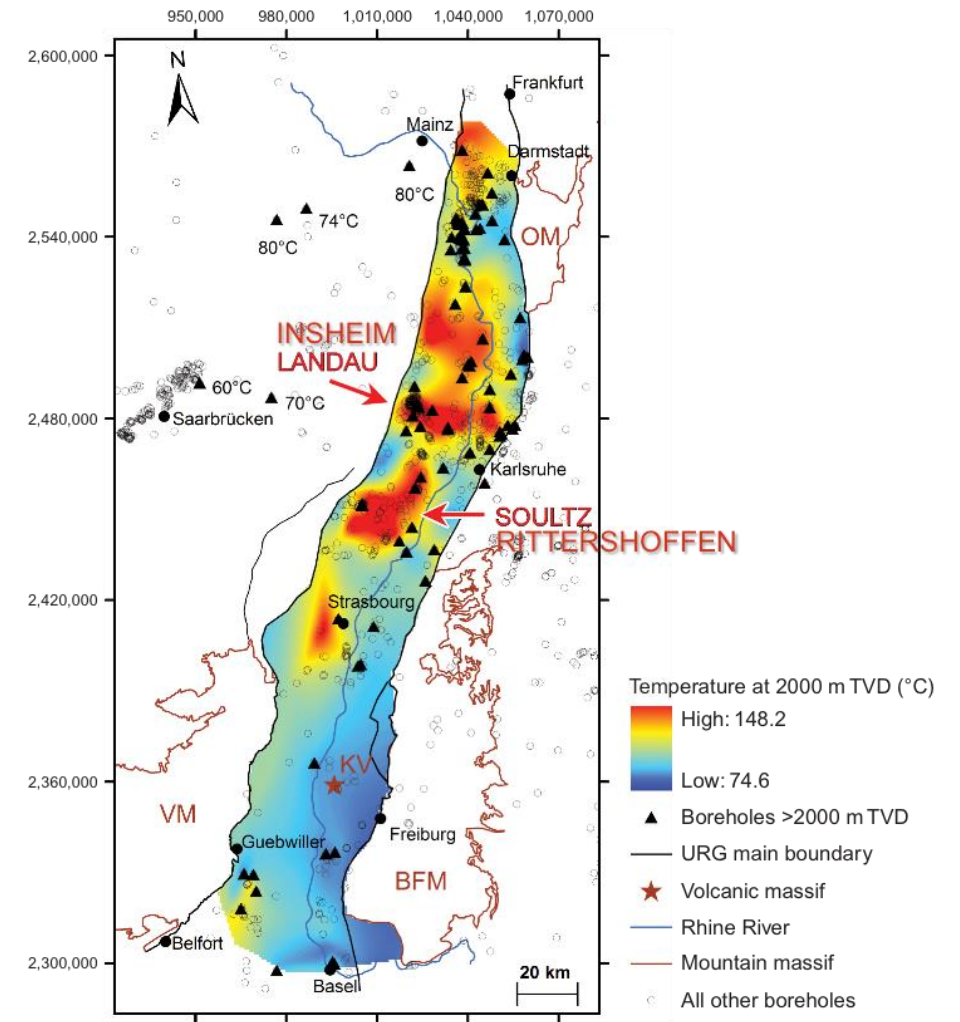 950,000 980,000 1,010,000 1,040,000 1,070,000
2,600,000
N
Frankfurt
Mainz
Darmstadt
80°C
74°C
80°C
2,540,000
OM
INSHEIM
LANDAU
60°C
70°C
Saarbrücken
2,480,000
Karlsruhe
SOULTZ
RITTERSHOFFEN
2,420,000
Strasbourg
2,360,000
KV
VM
Freiburg
Guebwiller
BFM
Belfort
2,300,000
Basel
20 km
Temperature at 2000 m TVD (°C)
High: 148.2
Low: 74.6
Boreholes >2000 m TVD
URG main boundary
Volcanic massif
Rhine River
Mountain massif
All other boreholes